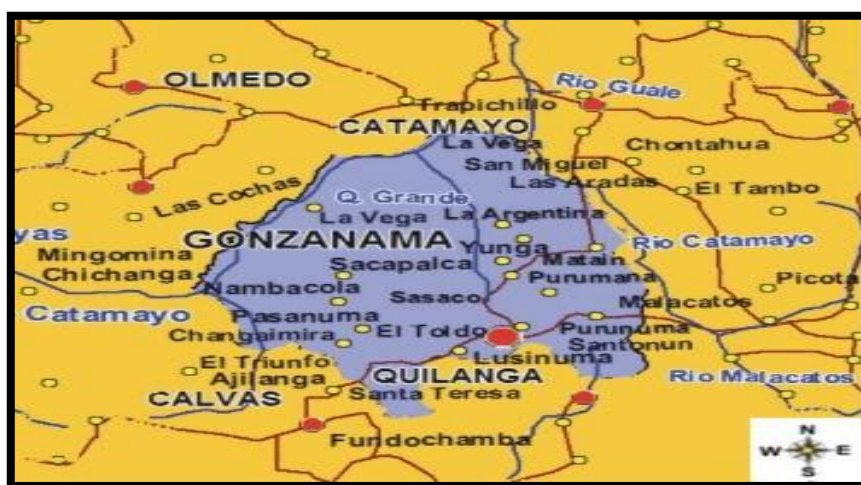 OLMEDO
Rio Guale
Trapichillo
CATAMAYO
La Vega
Chontahua
San Miguel
Las Cochas
Las Aradas
El Tambo
Q. Grande
La Vega
La Argentina
yas
GONZANAMA
Yunga
Rio Catamayo
Mingomina
Matain
Chichanga
Sacapalca
Purumana
Picota
Nambacola
Sasaco
Malacatos
Catamayo
Pasanuma
Changaimira
El Toldo
Purunuma
Santonun
El Triunfo
Lusinuma
Ajilanga
QUILANGA
Rio Malacatos
CALVAS
Santa Teresa
Fundochamba
N
W E
S